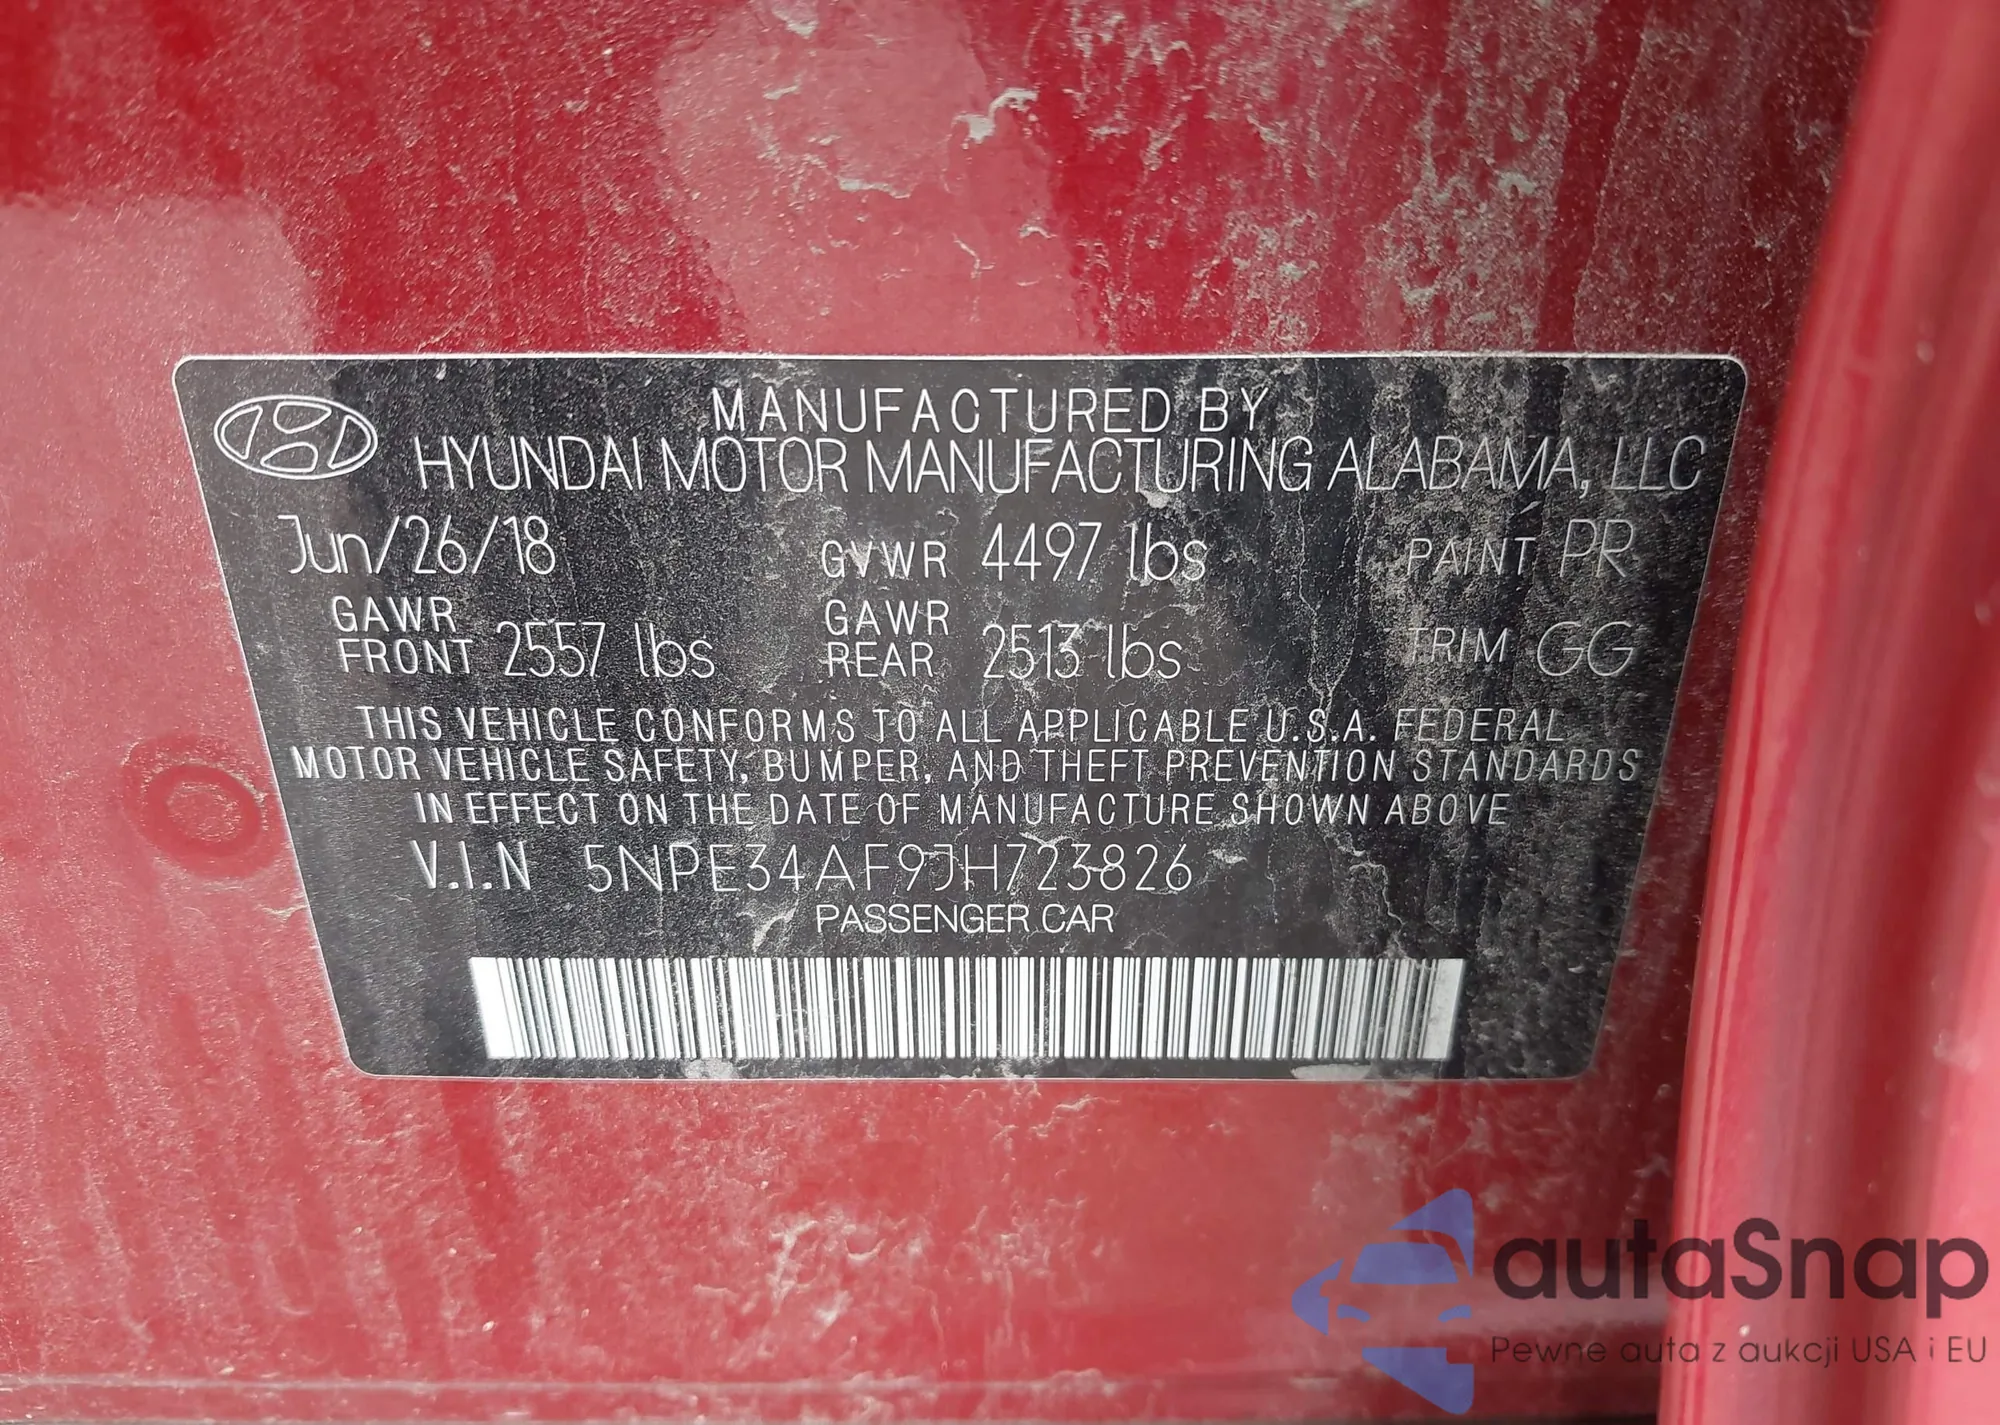 MANUFACTURED BY
HYUNDAI MOTOR MANUFACTURING ALABAMA, LLC
Jun/26/18 GVWR 4497 lbs PAINT PR
GAWR FRONT 2557 lbs GAWR REAR 2513 lbs TRIM GG
THIS VEHICLE CONFORMS TO ALL APPLICABLE U.S.A. FEDERAL
MOTOR VEHICLE SAFETY, BUMPER, AND THEFT PREVENTION STANDARDS
IN EFFECT ON THE DATE OF MANUFACTURE SHOWN ABOVE
V.I.N 5NPE34AF9JH723826
PASSENGER CAR
autaSnap
Pewne auta z aukcji USA i EU